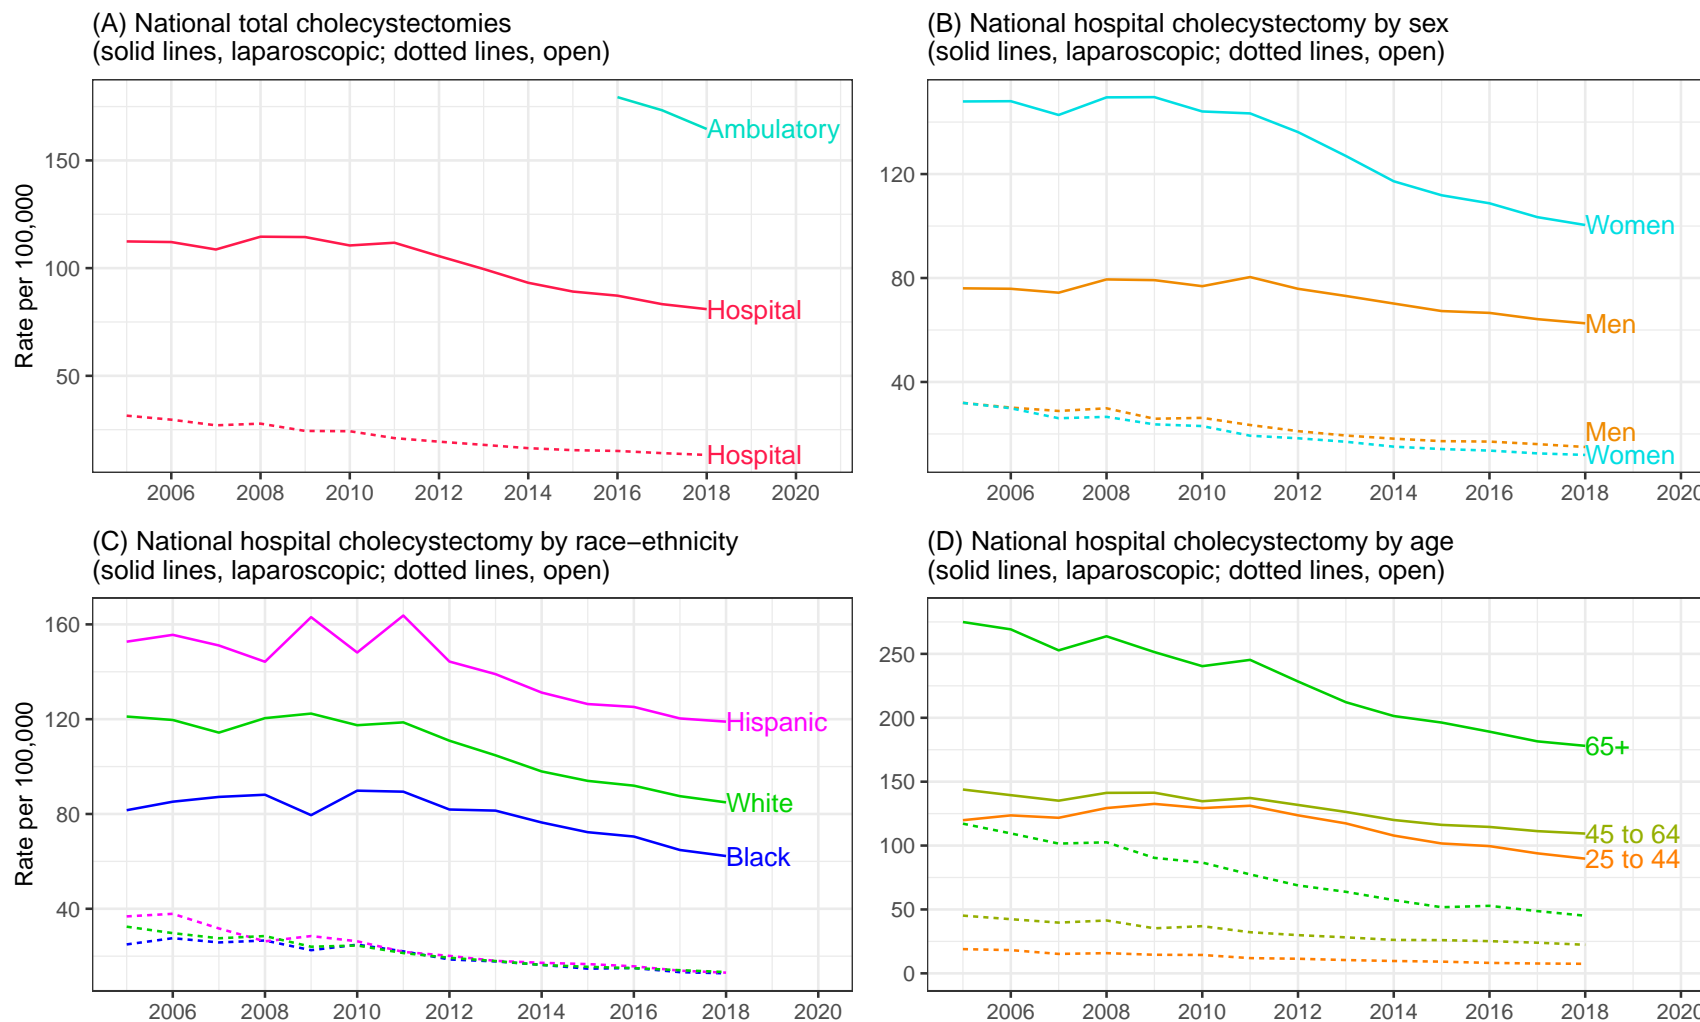 (A) National total cholecystectomies
(solid lines, laparoscopic; dotted lines, open)
Rate per 100,000
150
100
50
Ambulatory
Hospital
Hospital
2006 2008 2010 2012 2014 2016 2018 2020
(B) National hospital cholecystectomy by sex
(solid lines, laparoscopic; dotted lines, open)
120
80
40
Women
Men
Men
Women
2006 2008 2010 2012 2014 2016 2018 2020
(C) National hospital cholecystectomy by race−ethnicity
(solid lines, laparoscopic; dotted lines, open)
Rate per 100,000
160
120
80
40
Hispanic
White
Black
2006 2008 2010 2012 2014 2016 2018 2020
(D) National hospital cholecystectomy by age
(solid lines, laparoscopic; dotted lines, open)
250
200
150
100
50
0
65+
45 to 64
25 to 44
2006 2008 2010 2012 2014 2016 2018 2020